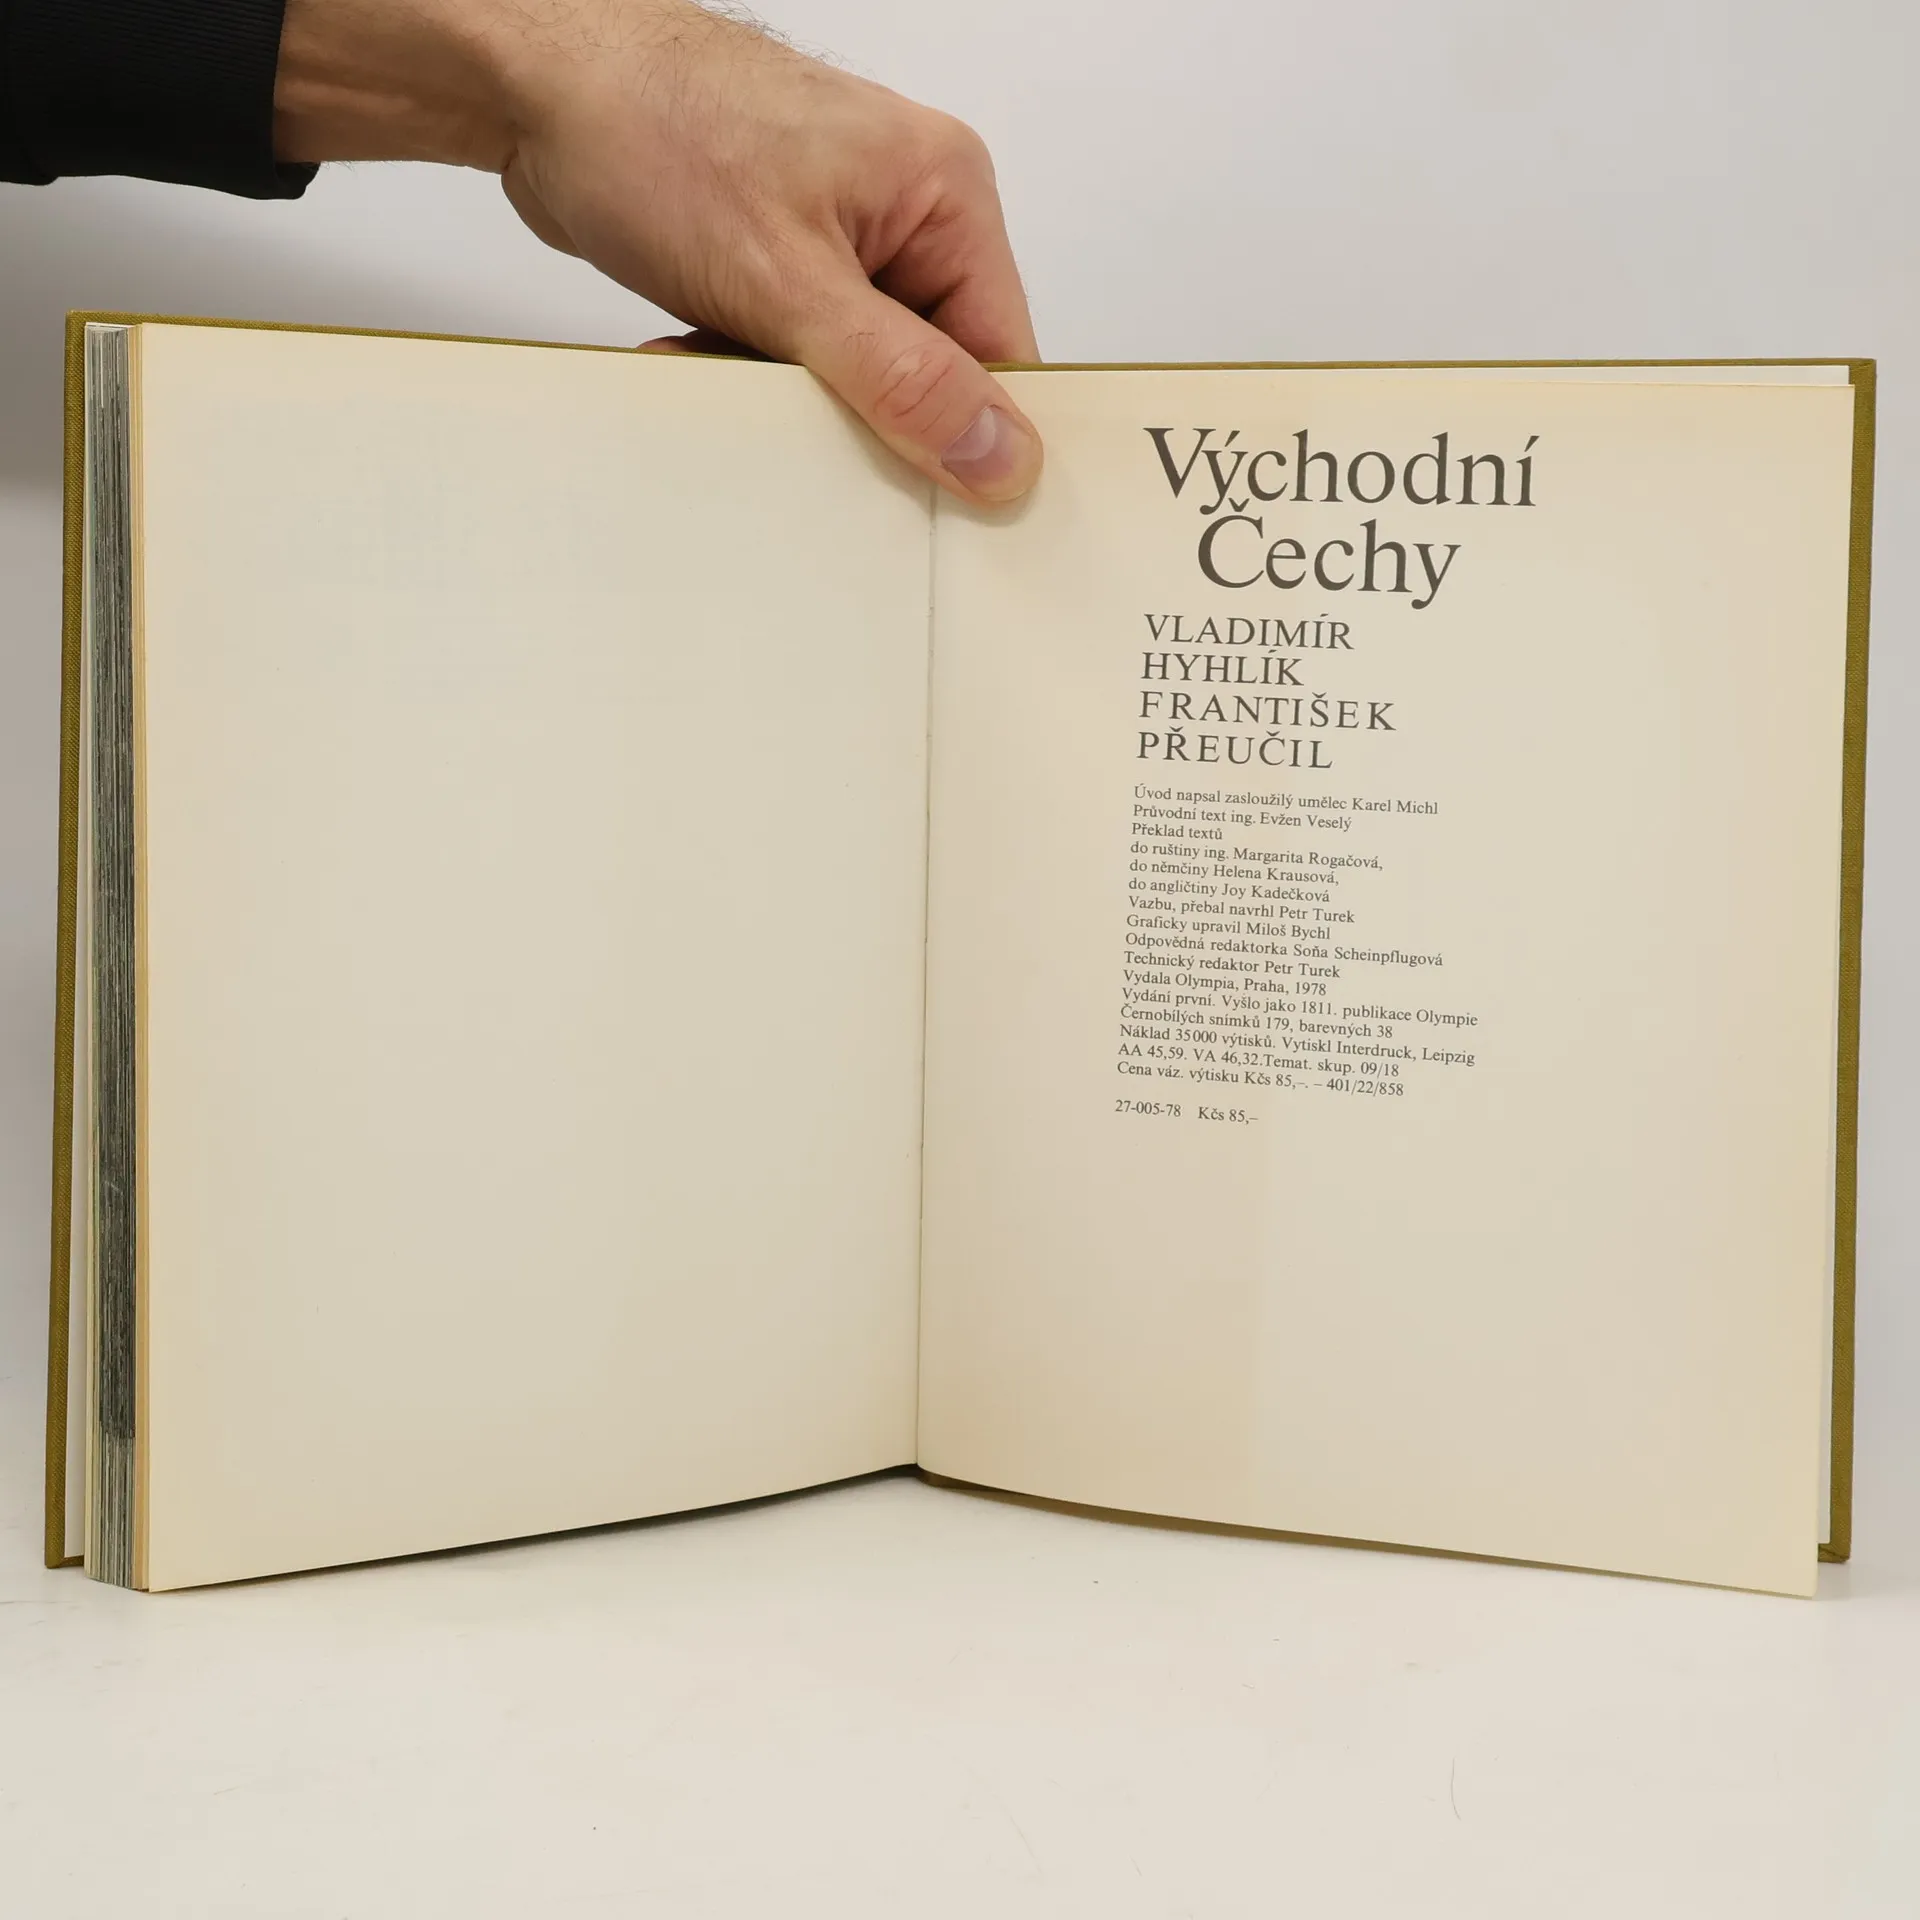 Východní
Čechy
VLADIMÍR
HYHLÍK
FRANTIŠEK
PŘEUČIL
Úvod napsal zasloužilý umělec Karel Michl
Průvodní text ing. Evžen Veselý
Překlad textů
do ruštiny ing. Margarita Rogačová,
do němčiny Helena Krausová,
do angličtiny Joy Kadečková
Vazbu, přebal navrhl Petr Turek
Graficky upravil Miloš Bychl
Odpovědná redaktorka Soňa Scheinpflugová
Technický redaktor Petr Turek
Vydala Olympia, Praha, 1978
Vydání první. Vyšlo jako 1811. publikace Olympie
Černobílých snímků 179, barevných 38
Náklad 35000 výtisků. Vytiskl Interdruck, Leipzig
AA 45,59. VA 46,32.Temat. skup. 09/18
Cena váz. výtisku Kčs 85,–. – 401/22/858
27-005-78 Kčs 85,–